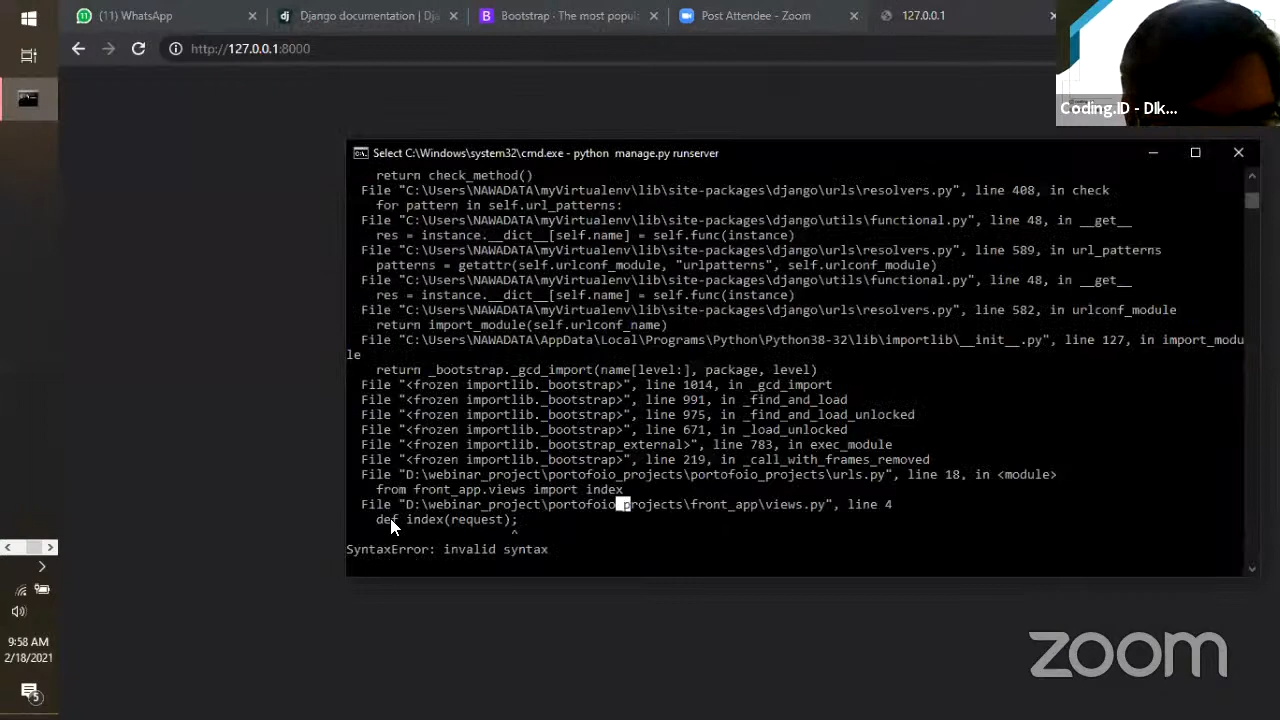 (11) WhatsApp
Django documentation | Dja
Bootstrap · The most popul
Post Attendee - Zoom
127.0.0.1
http://127.0.0.1:8000
Coding.ID - DIk...
Select C:\Windows\system32\cmd.exe - python  manage.py runserver
return check_method()
File "C:\Users\NAWADATA\myVirtualenv\lib\site-packages\django\urls\resolvers.py", line 408, in check
for pattern in self.url_patterns:
File "C:\Users\NAWADATA\myVirtualenv\lib\site-packages\django\utils\functional.py", line 48, in __get__
res = instance.__dict__[self.name] = self.func(instance)
File "C:\Users\NAWADATA\myVirtualenv\lib\site-packages\django\urls\resolvers.py", line 589, in url_patterns
patterns = getattr(self.urlconf_module, "urlpatterns", self.urlconf_module)
File "C:\Users\NAWADATA\myVirtualenv\lib\site-packages\django\utils\functional.py", line 48, in __get__
res = instance.__dict__[self.name] = self.func(instance)
File "C:\Users\NAWADATA\myVirtualenv\lib\site-packages\django\urls\resolvers.py", line 582, in urlconf_module
return import_module(self.urlconf_name)
File "C:\Users\NAWADATA\AppData\Local\Programs\Python\Python38-32\lib\importlib\__init__.py", line 127, in import_modu
le
return _bootstrap._gcd_import(name[level:], package, level)
File "<frozen importlib._bootstrap>", line 1014, in _gcd_import
File "<frozen importlib._bootstrap>", line 991, in _find_and_load
File "<frozen importlib._bootstrap>", line 975, in _find_and_load_unlocked
File "<frozen importlib._bootstrap>", line 671, in _load_unlocked
File "<frozen importlib._bootstrap_external>", line 783, in exec_module
File "<frozen importlib._bootstrap>", line 219, in _call_with_frames_removed
File "D:\webinar_project\portofoio_projects\portofoio_projects\urls.py", line 18, in <module>
from front_app.views import index
File "D:\webinar_project\portofoio_projects\front_app\views.py", line 4
def index(request);
^
SyntaxError: invalid syntax
9:58 AM
2/18/2021
5
zoom